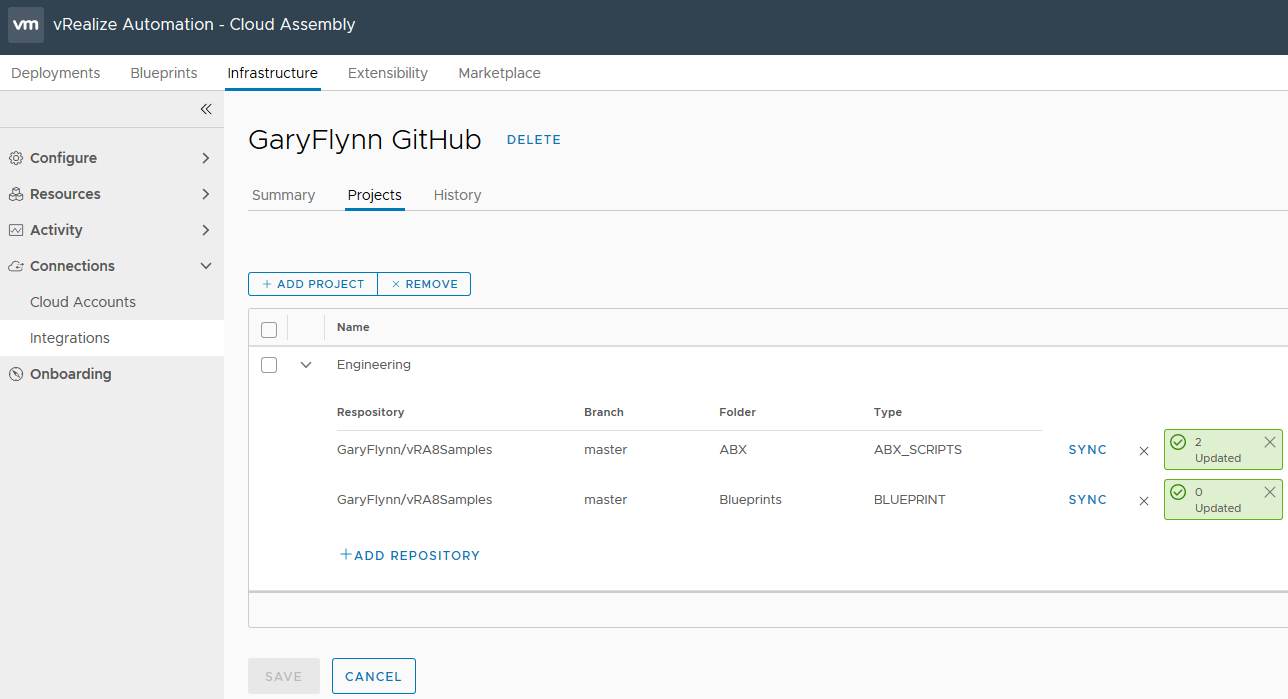 vm vRealize Automation - Cloud Assembly
Deployments Blueprints Infrastructure Extensibility Marketplace
Configure
Resources
Activity
Connections
Cloud Accounts
Integrations
Onboarding
GaryFlynn GitHub DELETE
Summary Projects History
+ ADD PROJECT × REMOVE
Name
Engineering
Respository Branch Folder Type
GaryFlynn/vRA8Samples master ABX ABX_SCRIPTS SYNC × 2 Updated
GaryFlynn/vRA8Samples master Blueprints BLUEPRINT SYNC × 0 Updated
+ADD REPOSITORY
SAVE CANCEL